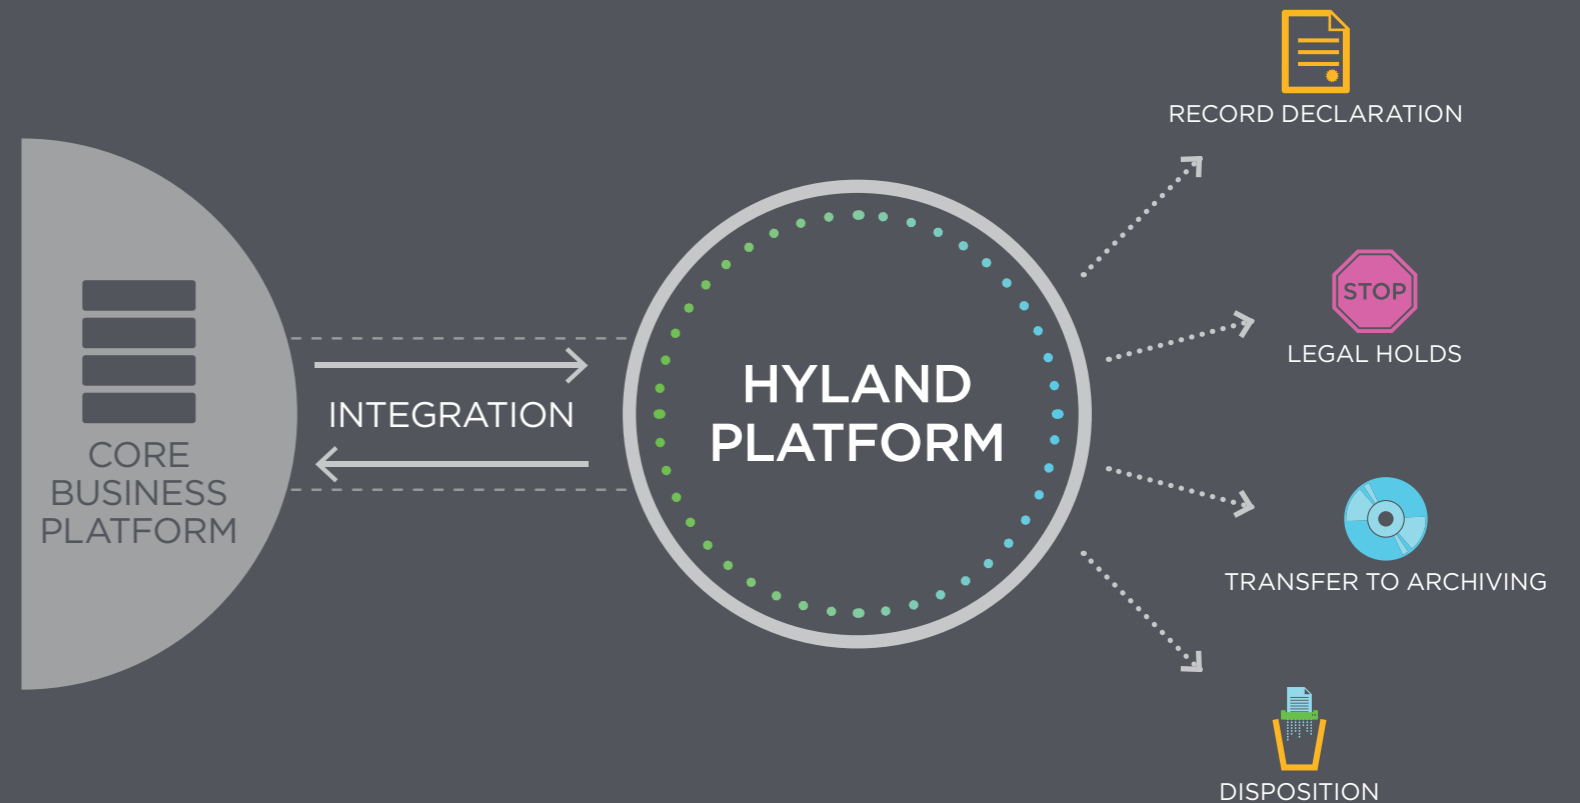 RECORD DECLARATION
STOP
LEGAL HOLDS
HYLAND
PLATFORM
INTEGRATION
CORE
BUSINESS
PLATFORM
TRANSFER TO ARCHIVING
DISPOSITION